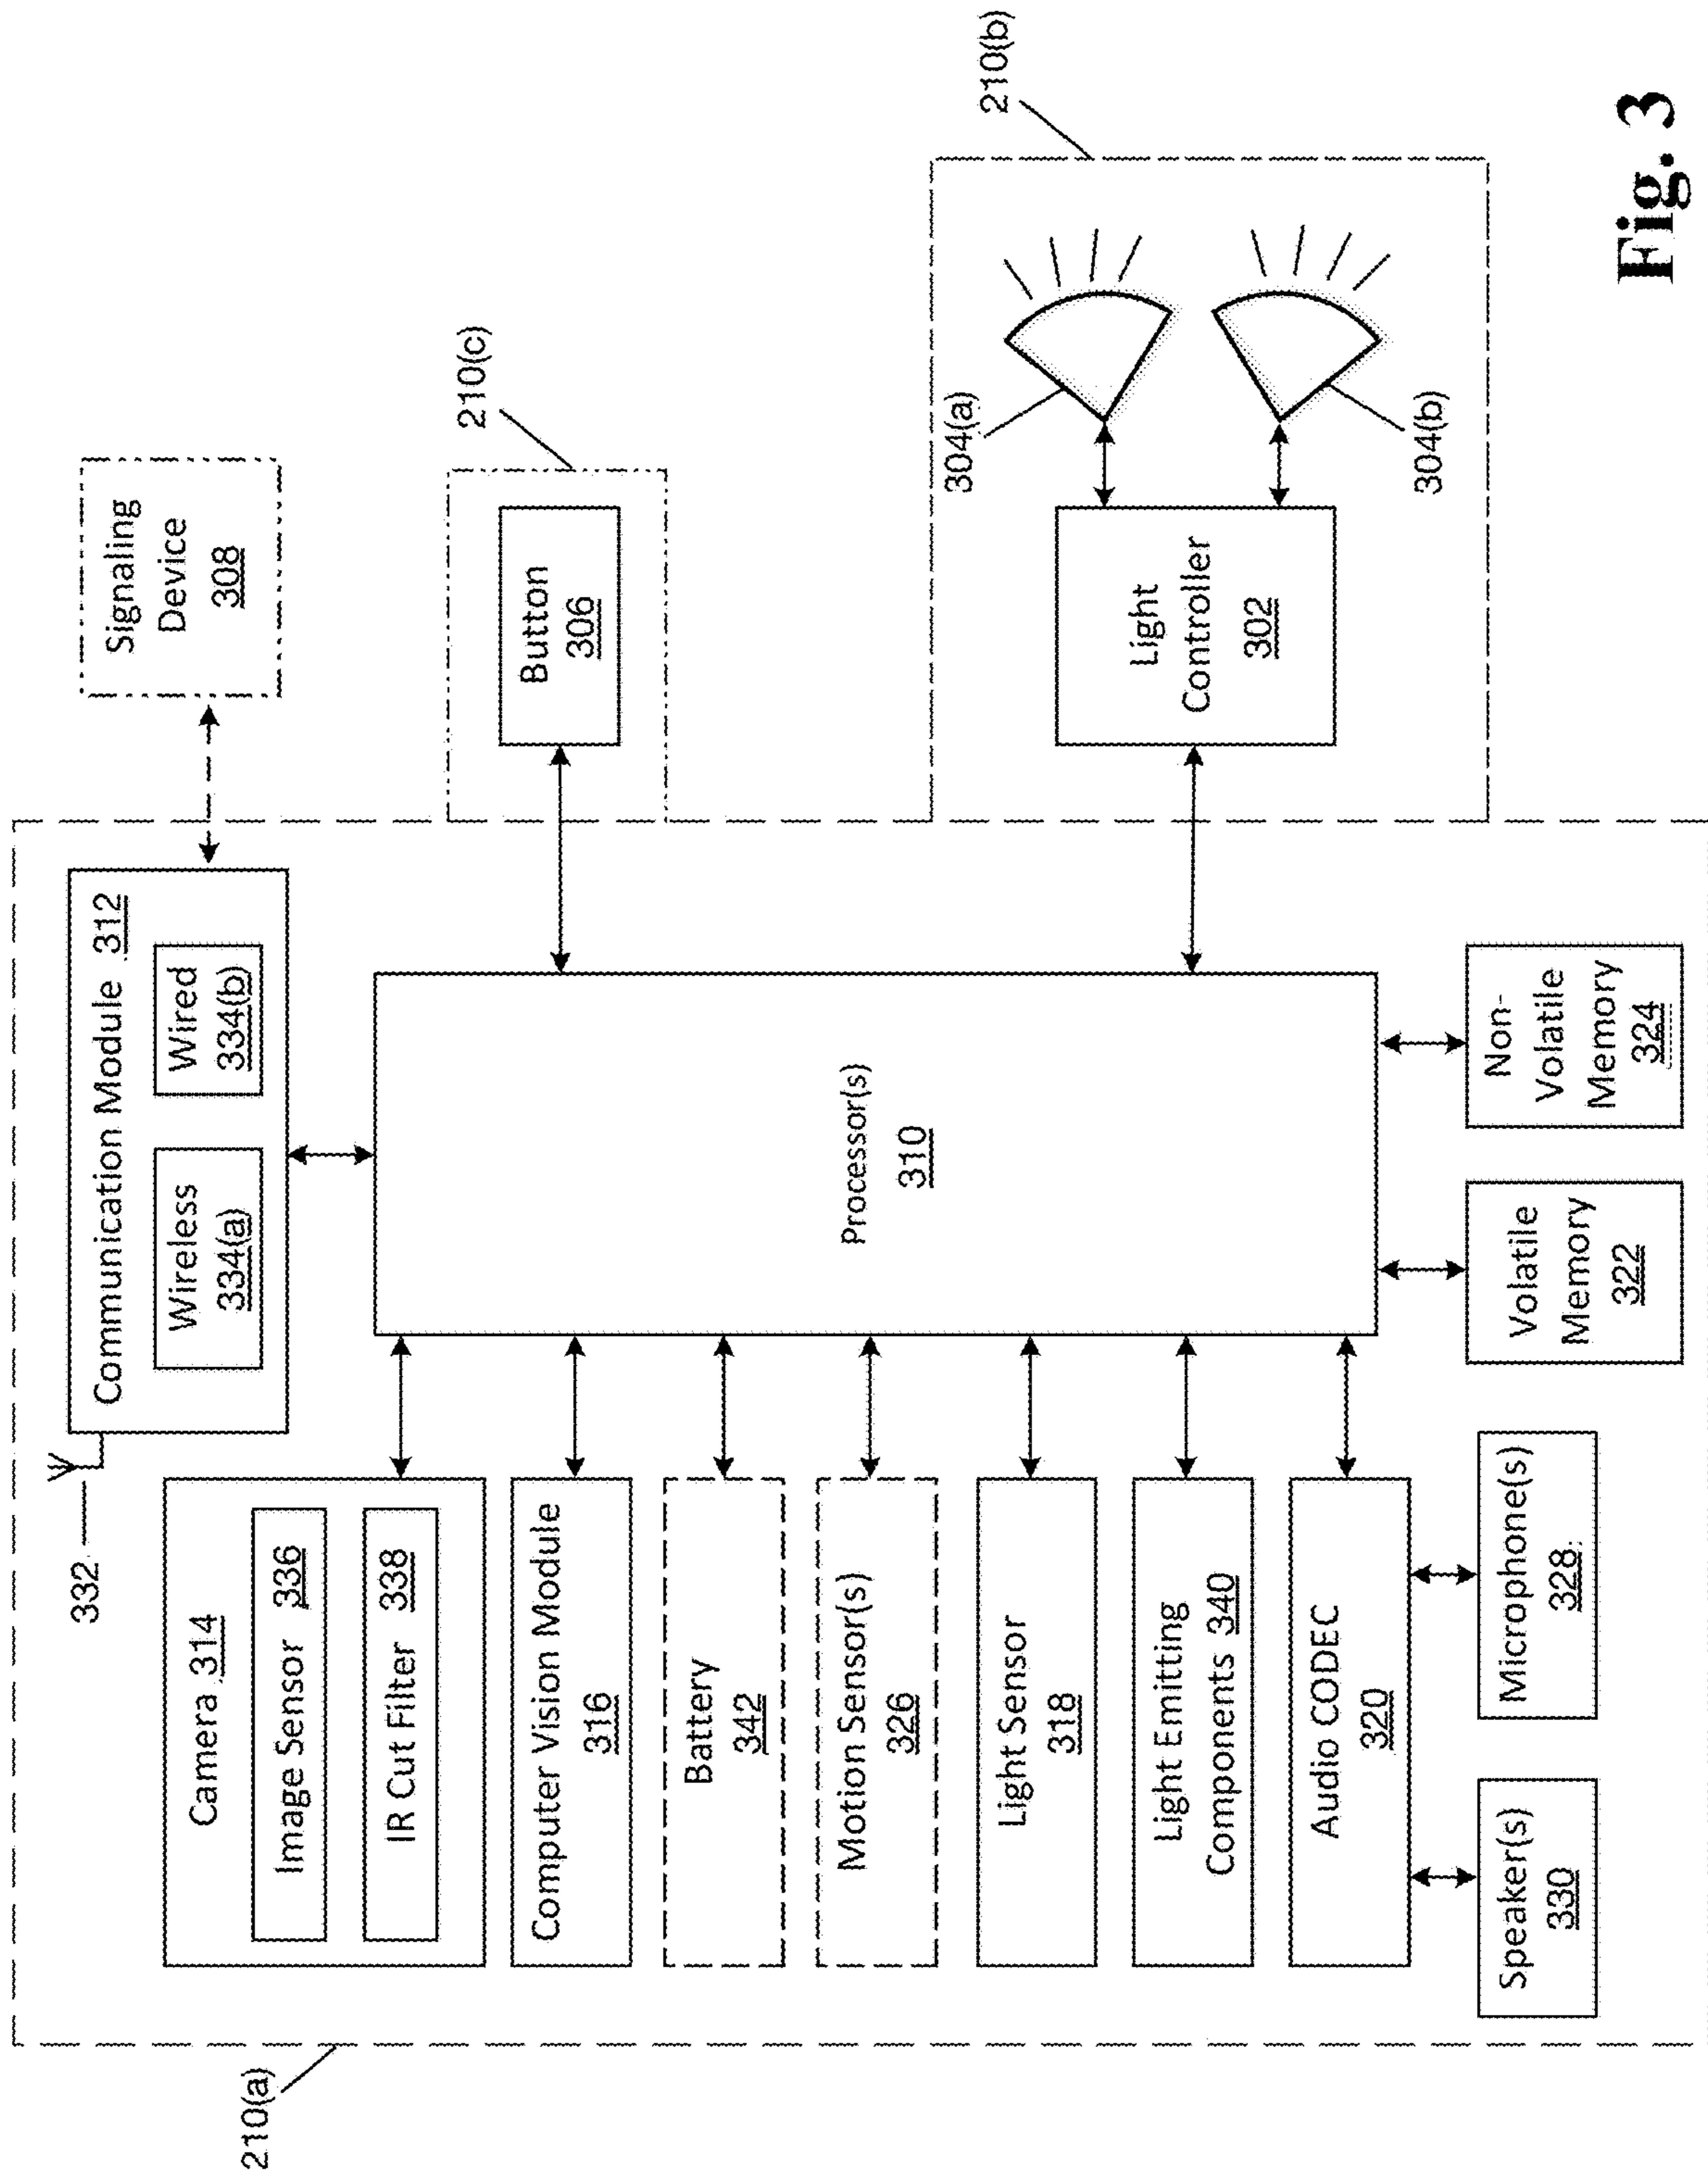 210(a)
332
Camera 314
Image Sensor 336
IR Cut Filter 338
Computer Vision Module
316
Battery
342
Motion Sensor(s)
326
Light Sensor
318
Light Emitting
Components 340
Audio CODEC
320
Speaker(s)
330
Microphone(s)
328
Communication Module 312
Wireless
334(a)
Wired
334(b)
Processor(s)
310
Volatile
Memory
322
Non-
Volatile
Memory
324
Signaling
Device
308
210(c)
Button
306
210(b)
Light
Controller
302
304(a)
304(b)
Fig. 3